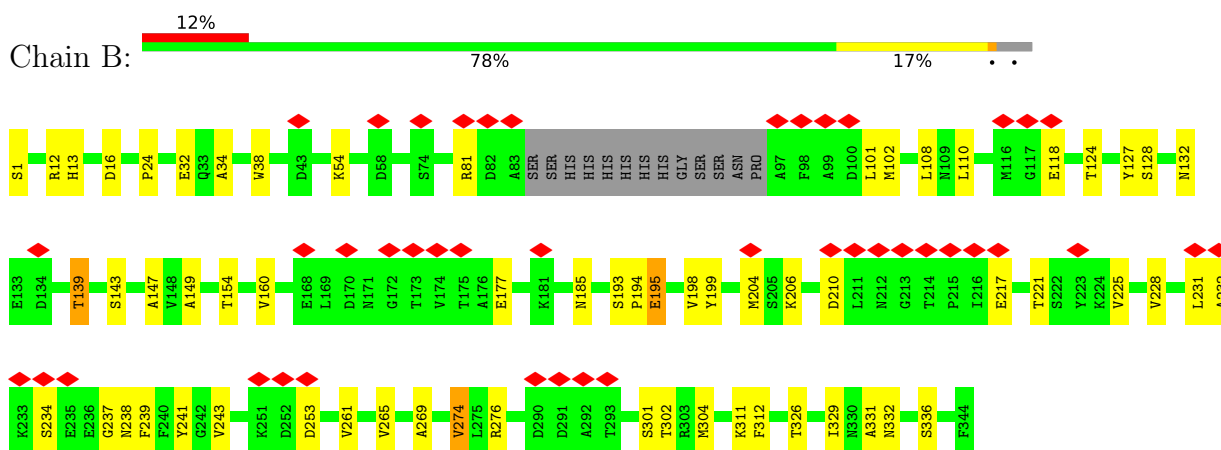 12%
Chain B:
78% 17% • •
S1 R12 H13 D16 P24 E32 Q33 A34 W38 D43 K54 D58 S74 R81 D82 A83 SER SER HIS HIS HIS HIS HIS HIS GLY SER SER ASN PRO A97 F98 A99 D100 L101 M102 L108 N109 L110 M116 G117 E118 T124 Y127 S128 N132
E133 D134 T139 S143 A147 V148 A149 T154 V160 E168 L169 D170 N171 G172 T173 V174 T175 A176 E177 K181 N185 S193 P194 E195 V198 Y199 M204 S205 K206 D210 L211 N212 G213 T214 P215 I216 E217 T221 S222 Y223 K224 V225 V228 L231
K233 S234 E235 E236 G237 N238 F239 F240 Y241 G242 V243 K251 D252 D253 V261 V265 A269 V274 L275 R276 D290 D291 A292 T293 S301 T302 R303 M304 K311 F312 T326 I329 N330 A331 N332 S336 F344